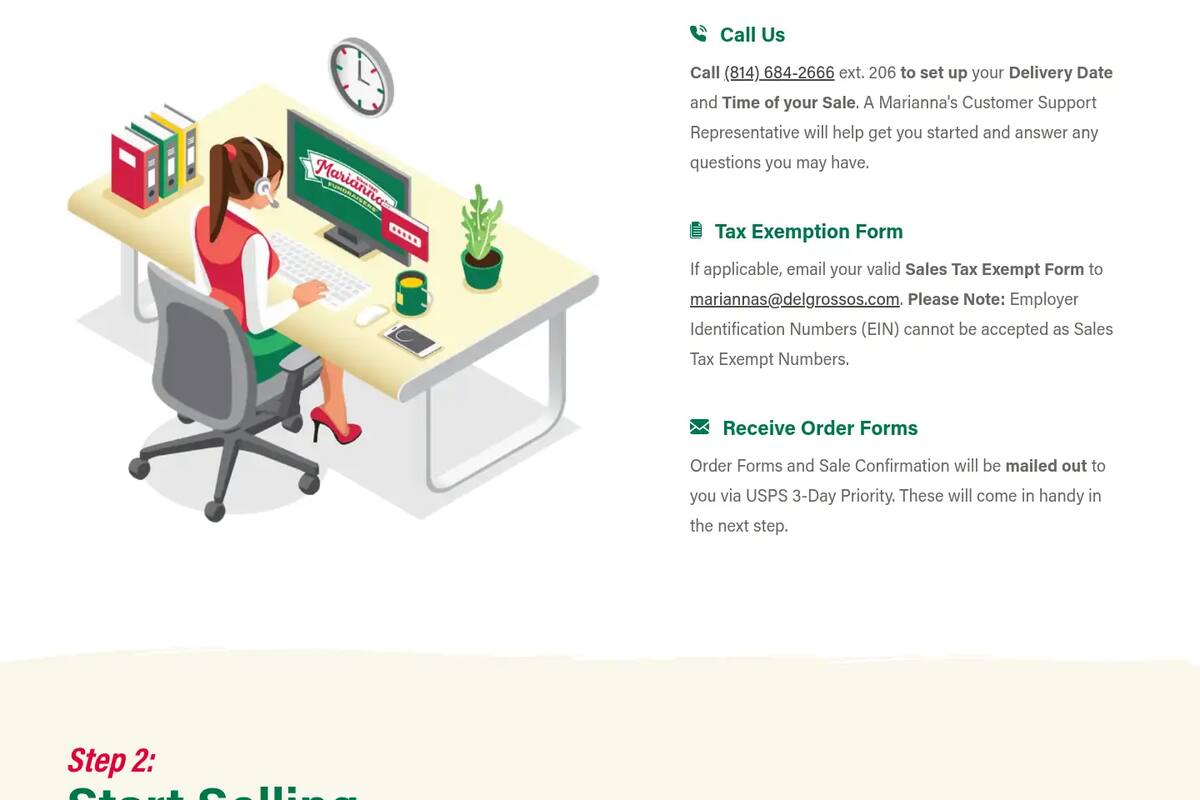 Call Us
Call (814) 684-2666 ext. 206 to set up your Delivery Date
and Time of your Sale. A Marianna's Customer Support
Representative will help get you started and answer any
questions you may have.
Marianna's
FUNDRAISERS
Tax Exemption Form
If applicable, email your valid Sales Tax Exempt Form to
mariannas@delgrossos.com. Please Note: Employer
Identification Numbers (EIN) cannot be accepted as Sales
Tax Exempt Numbers.
Receive Order Forms
Order Forms and Sale Confirmation will be mailed out to
you via USPS 3-Day Priority. These will come in handy in
the next step.
Step 2:
Start Selling